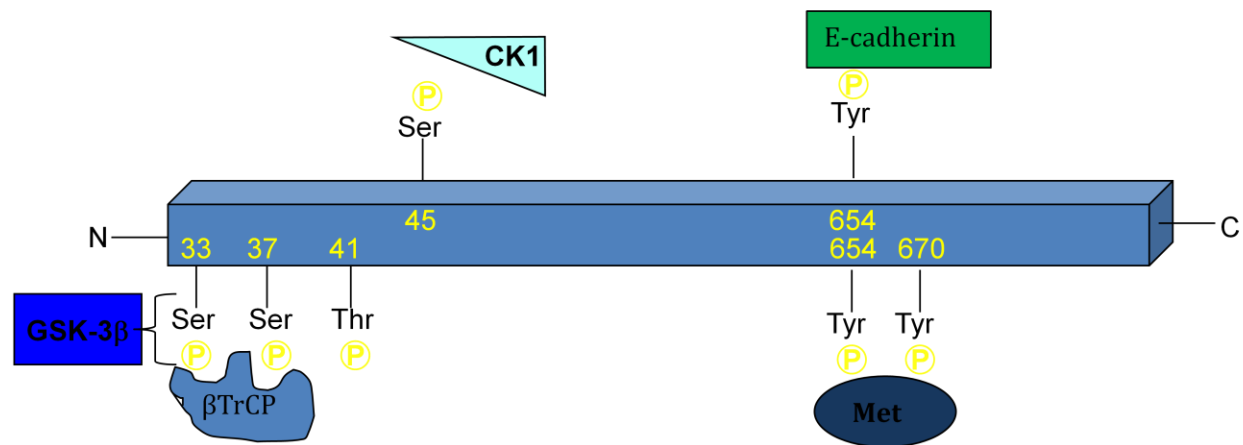 CK1
E-cadherin
P
P
Ser
Tyr
45
654
N
C
33
37
41
654
670
GSK-3β
Ser
Ser
Thr
Tyr
Tyr
P
P
P
P
P
βTrCP
Met